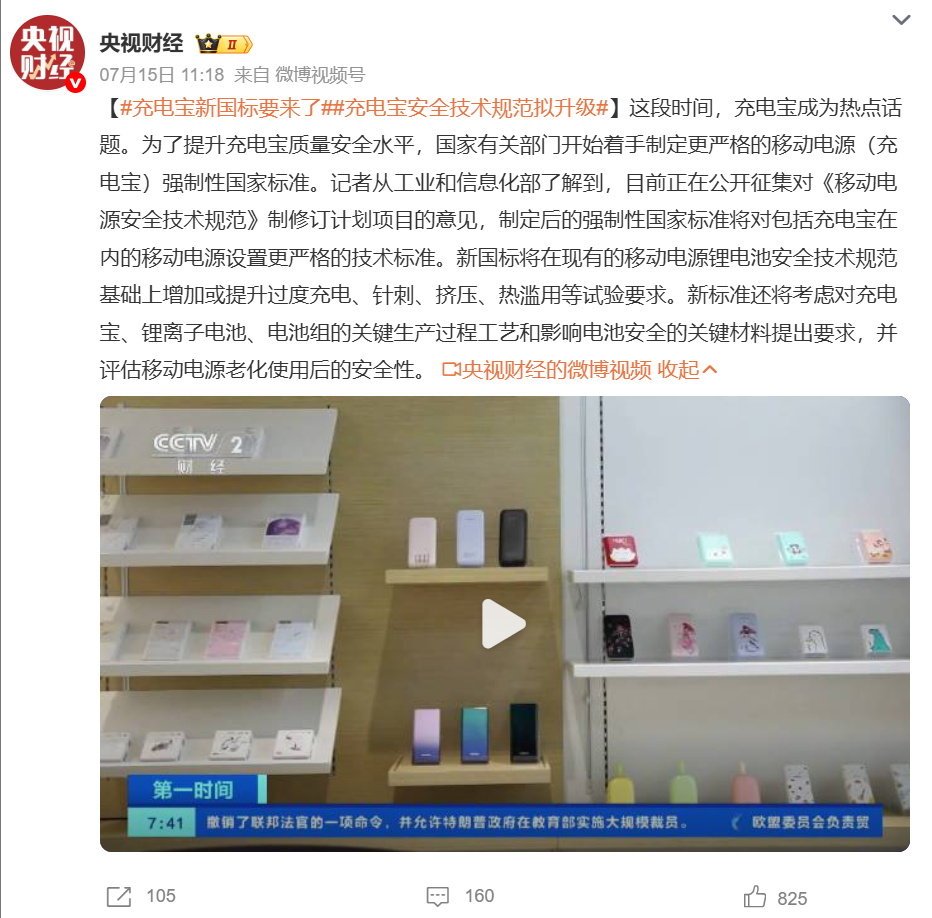 央视财经
央视财经 II
07月15日 11:18 来自 微博视频号
【#充电宝新国标要来了##充电宝安全技术规范拟升级#】这段时间，充电宝成为热点话
题。为了提升充电宝质量安全水平，国家有关部门开始着手制定更严格的移动电源（充
电宝）强制性国家标准。记者从工业和信息化部了解到，目前正在公开征集对《移动电
源安全技术规范》制修订计划项目的意见，制定后的强制性国家标准将对包括充电宝在
内的移动电源设置更严格的技术标准。新国标将在现有的移动电源锂电池安全技术规范
基础上增加或提升过度充电、针刺、挤压、热滥用等试验要求。新标准还将考虑对充电
宝、锂离子电池、电池组的关键生产过程工艺和影响电池安全的关键材料提出要求，并
评估移动电源老化使用后的安全性。 央视财经的微博视频 收起
CCTV 2
财经
第一时间
7:41 撤销了联邦法官的一项命令，并允许特朗普政府在教育部实施大规模裁员。 欧盟委员会负责贸
105 160 825